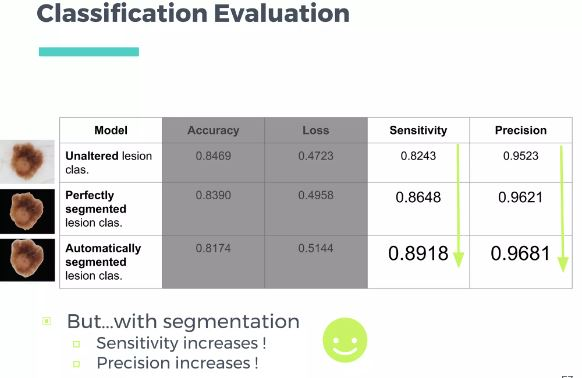 Classification Evaluation
Model Accuracy Loss Sensitivity Precision
Unaltered lesion
clas. 0.8469 0.4723 0.8243 0.9523
Perfectly
segmented
lesion clas. 0.8390 0.4958 0.8648 0.9621
Automatically
segmented
lesion clas. 0.8174 0.5144 0.8918 0.9681
But...with segmentation
Sensitivity increases !
Precision increases !